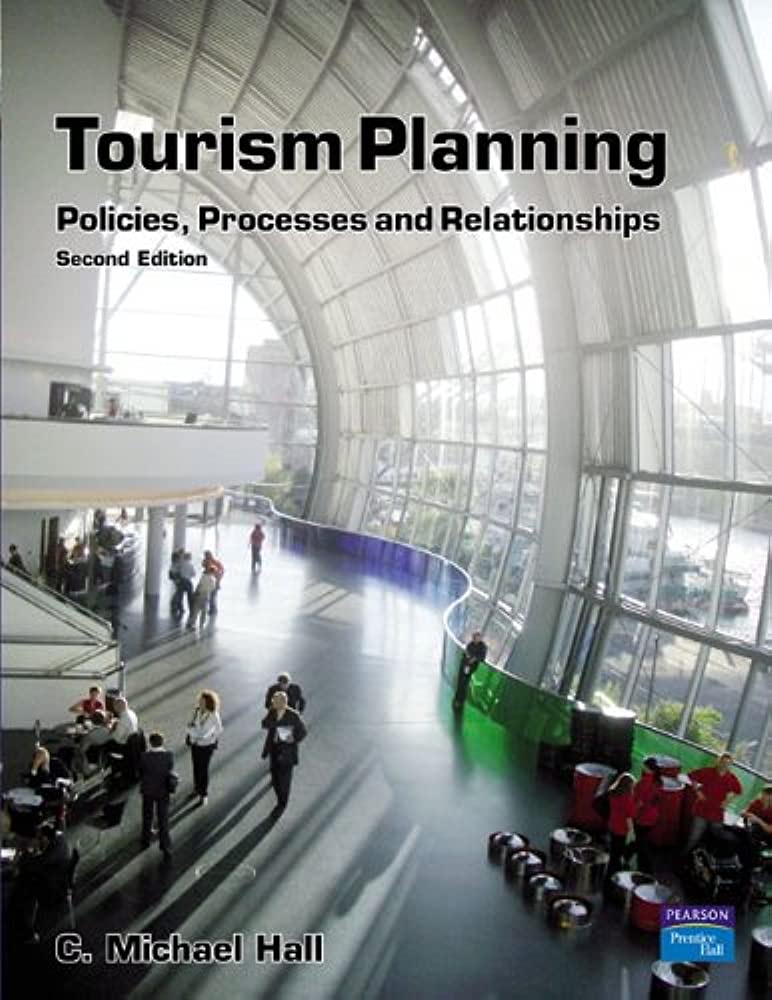 Tourism Planning
Policies, Processes and Relationships
Second Edition
C. Michael Hall
PEARSON
Prentice
Hall